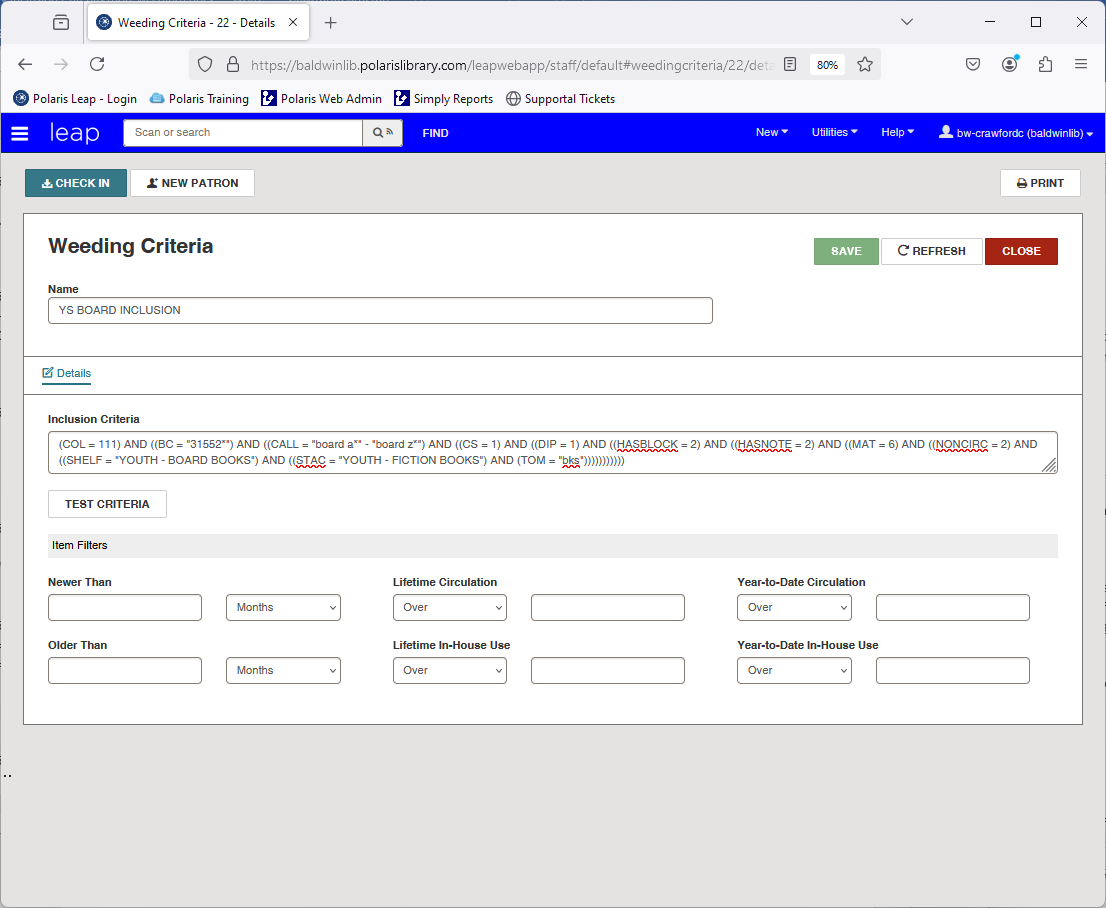 Weeding Criteria - 22 - Details
https://baldwinlib.polarislibrary.com/leapwebapp/staff/default#weedingcriteria/22/deta
80%
Polaris Leap - Login Polaris Training Polaris Web Admin Simply Reports Supportal Tickets
leap Scan or search FIND New Utilities Help bw-crawfordc (baldwinlib)
CHECK IN NEW PATRON PRINT
Weeding Criteria
SAVE REFRESH CLOSE
Name
YS BOARD INCLUSION
Details
Inclusion Criteria
(COL = 111) AND ((BC = "31552*") AND ((CALL = "board a*" - "board z*") AND ((CS = 1) AND ((DIP = 1) AND ((HASBLOCK = 2) AND ((HASNOTE = 2) AND ((MAT = 6) AND ((NONCIRC = 2) AND
((SHELF = "YOUTH - BOARD BOOKS") AND ((STAC = "YOUTH - FICTION BOOKS") AND (TOM = "bks")))))))))))
TEST CRITERIA
Item Filters
Newer Than Lifetime Circulation Year-to-Date Circulation
Months Over Over
Older Than Lifetime In-House Use Year-to-Date In-House Use
Months Over Over